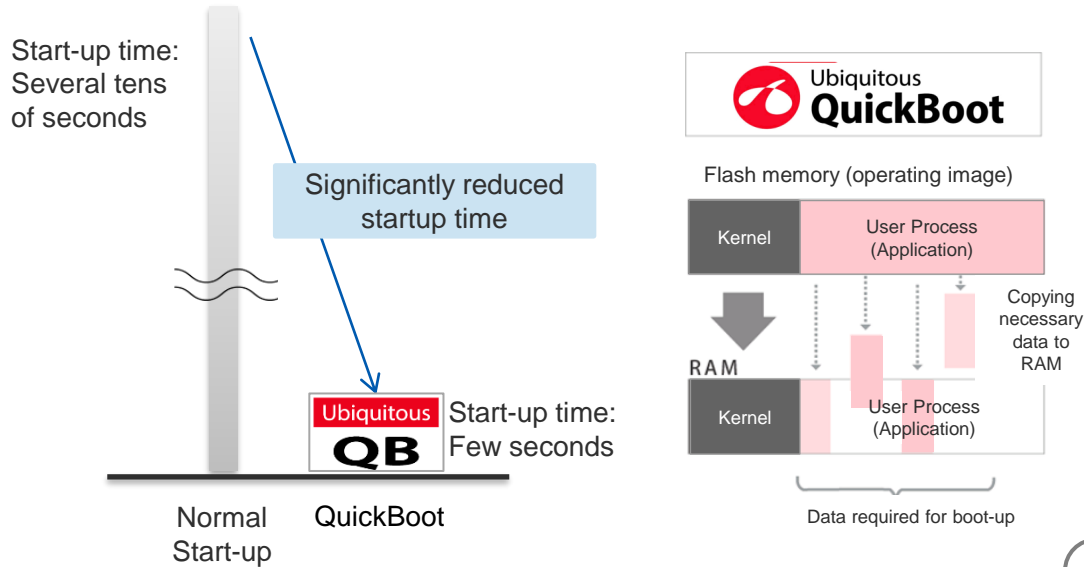 Start-up time:
Several tens
of seconds
Significantly reduced
startup time
Ubiquitous
QB
Start-up time:
Few seconds
Normal
Start-up
QuickBoot
Ubiquitous
QuickBoot
Flash memory (operating image)
Kernel
User Process
(Application)
Copying
necessary
data to
RAM
RAM
Kernel
User Process
(Application)
Data required for boot-up